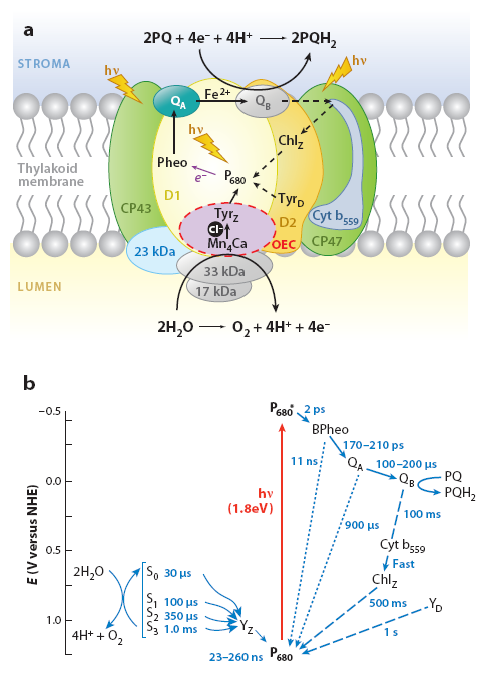 a
2PQ + 4e⁻ + 4H⁺ ⟶ 2PQH₂
STROMA
hν
hν
Q_A
Fe²⁺
Q_B
hν
Chl_Z
Pheo
e⁻
P₆₈₀
Thylakoid
membrane
D1
Tyr_D
CP43
Tyr_Z
D2
Cyt b₅₅₉
Cl⁻
Mn₄Ca
OEC
CP47
23 kDa
33 kDa
LUMEN
17 kDa
2H₂O ⟶ O₂ + 4H⁺ + 4e⁻
b
E (V versus NHE)
−0.5
0.0
0.5
1.0
P₆₈₀*
2 ps
BPheo
170–210 ps
11 ns
Q_A
100–200 μs
Q_B
PQ
PQH₂
hν
(1.8eV)
900 μs
100 ms
Cyt b₅₅₉
Fast
Chl_Z
2H₂O
S₀ 30 μs
500 ms
S₁ 100 μs
Y_D
S₂ 350 μs
Y_Z
S₃ 1.0 ms
4H⁺ + O₂
1 s
23–260 ns
P₆₈₀